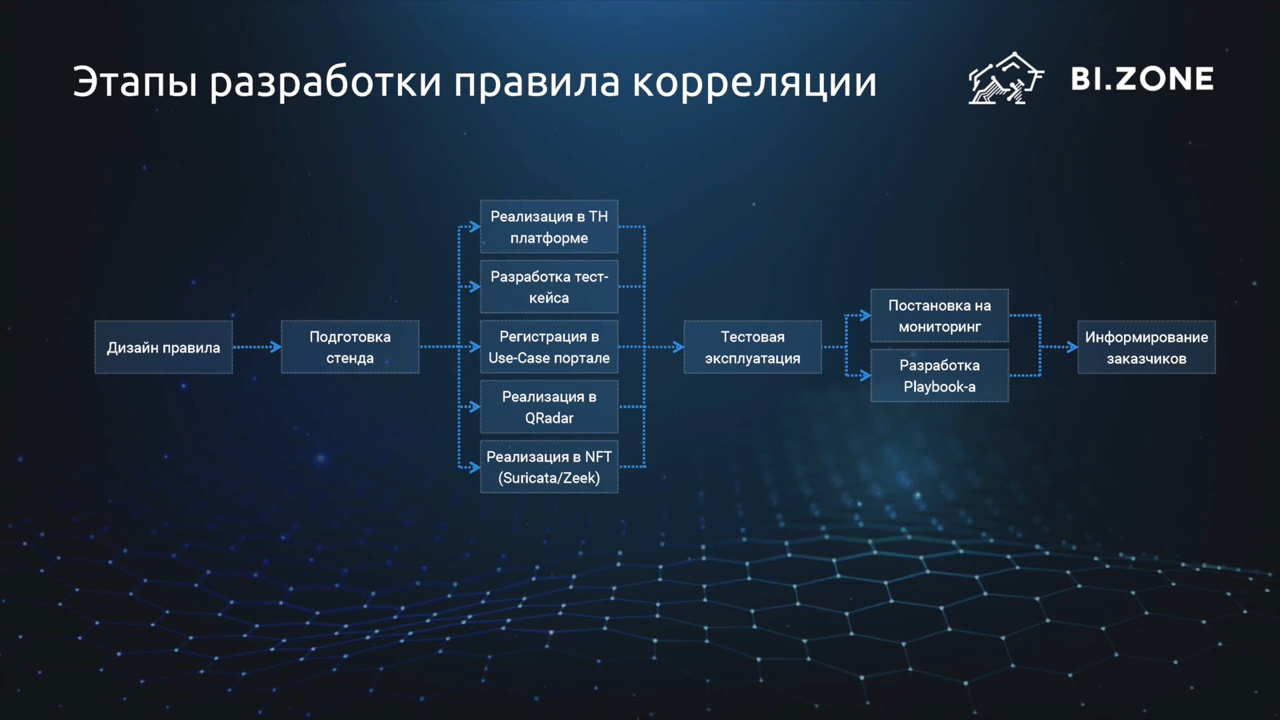 Этапы разработки правила корреляции
BI.ZONE
Дизайн правила
Подготовка
стенда
Реализация в TH
платформе
Разработка тест-
кейса
Регистрация в
Use-Case портале
Реализация в
QRadar
Реализация в NFT
(Suricata/Zeek)
Тестовая
эксплуатация
Постановка на
мониторинг
Разработка
Playbook-а
Информирование
заказчиков